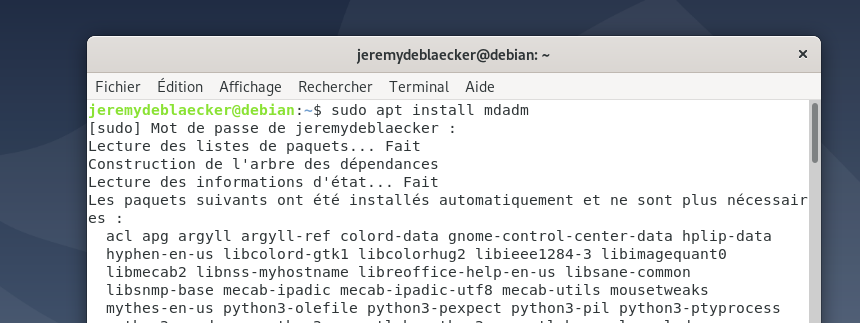 jeremydeblaecker@debian: ~
Fichier Édition Affichage Rechercher Terminal Aide
jeremydeblaecker@debian:~$ sudo apt install mdadm
[sudo] Mot de passe de jeremydeblaecker :
Lecture des listes de paquets... Fait
Construction de l'arbre des dépendances
Lecture des informations d'état... Fait
Les paquets suivants ont été installés automatiquement et ne sont plus nécessair
es :
acl apg argyll argyll-ref colord-data gnome-control-center-data hplip-data
hyphen-en-us libcolord-gtk1 libcolorhug2 libieee1284-3 libimagequant0
libmecab2 libnss-myhostname libreoffice-help-en-us libsane-common
libsnmp-base mecab-ipadic mecab-ipadic-utf8 mecab-utils mousetweaks
mythes-en-us python3-olefile python3-pexpect python3-pil python3-ptyprocess